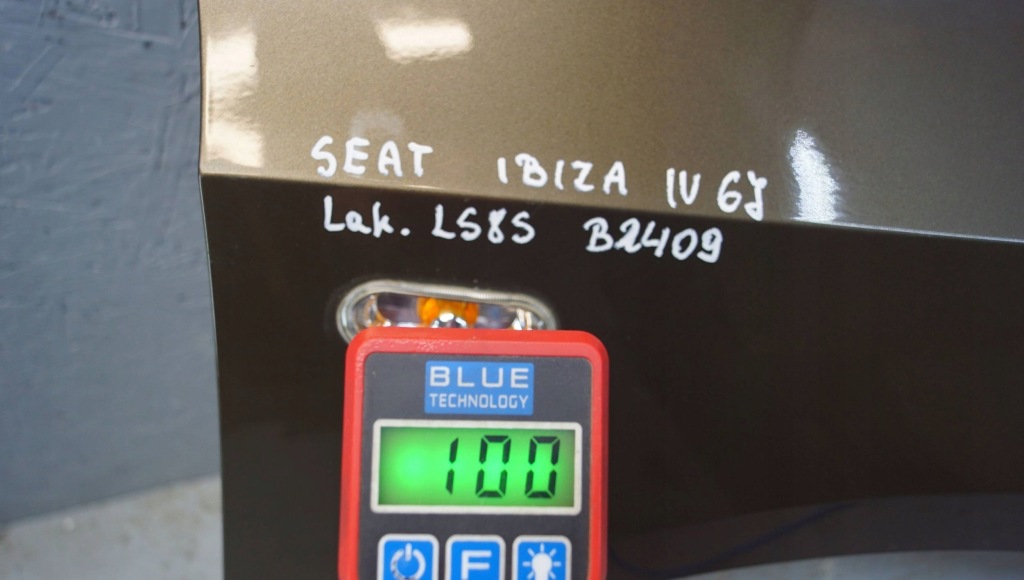 SEAT IBIZA IV 6J
Lak. LS8S B2409
BLUE
TECHNOLOGY
100
F